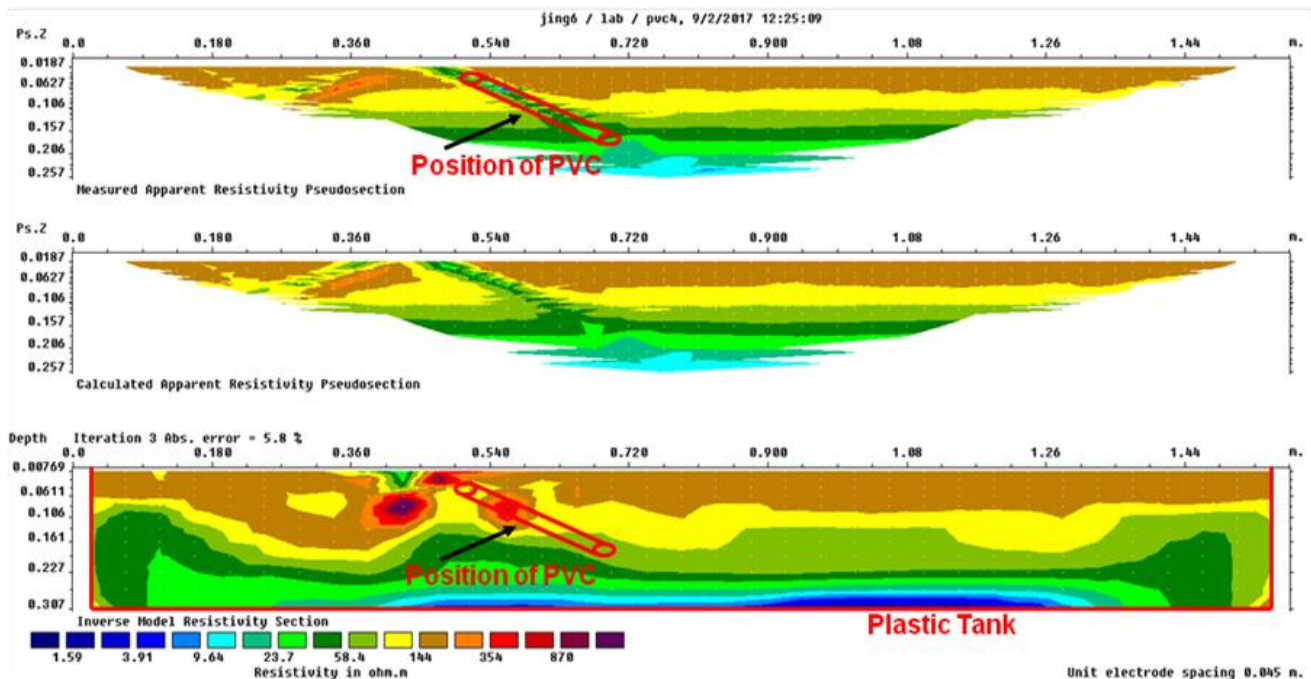 jing6 / lab / pvc4, 9/2/2017 12:25:09
Ps.Z 0.0 0.180 0.360 0.540 0.720 0.900 1.08 1.26 1.44 m.
0.0187
0.0627
0.106
0.157
0.206
0.257
Position of PVC
Measured Apparent Resistivity Pseudosection
Ps.Z 0.0 0.180 0.360 0.540 0.720 0.900 1.08 1.26 1.44 m.
0.0187
0.0627
0.106
0.157
0.206
0.257
Calculated Apparent Resistivity Pseudosection
Depth Iteration 3 Abs. error = 5.8 %
0.0 0.180 0.360 0.540 0.720 0.900 1.08 1.26 1.44 m.
0.00769
0.0611
0.106
0.161
0.227
0.307
Position of PVC
Plastic Tank
Inverse Model Resistivity Section
1.59 3.91 9.64 23.7 58.4 144 354 870
Resistivity in ohm.m
Unit electrode spacing 0.045 m.